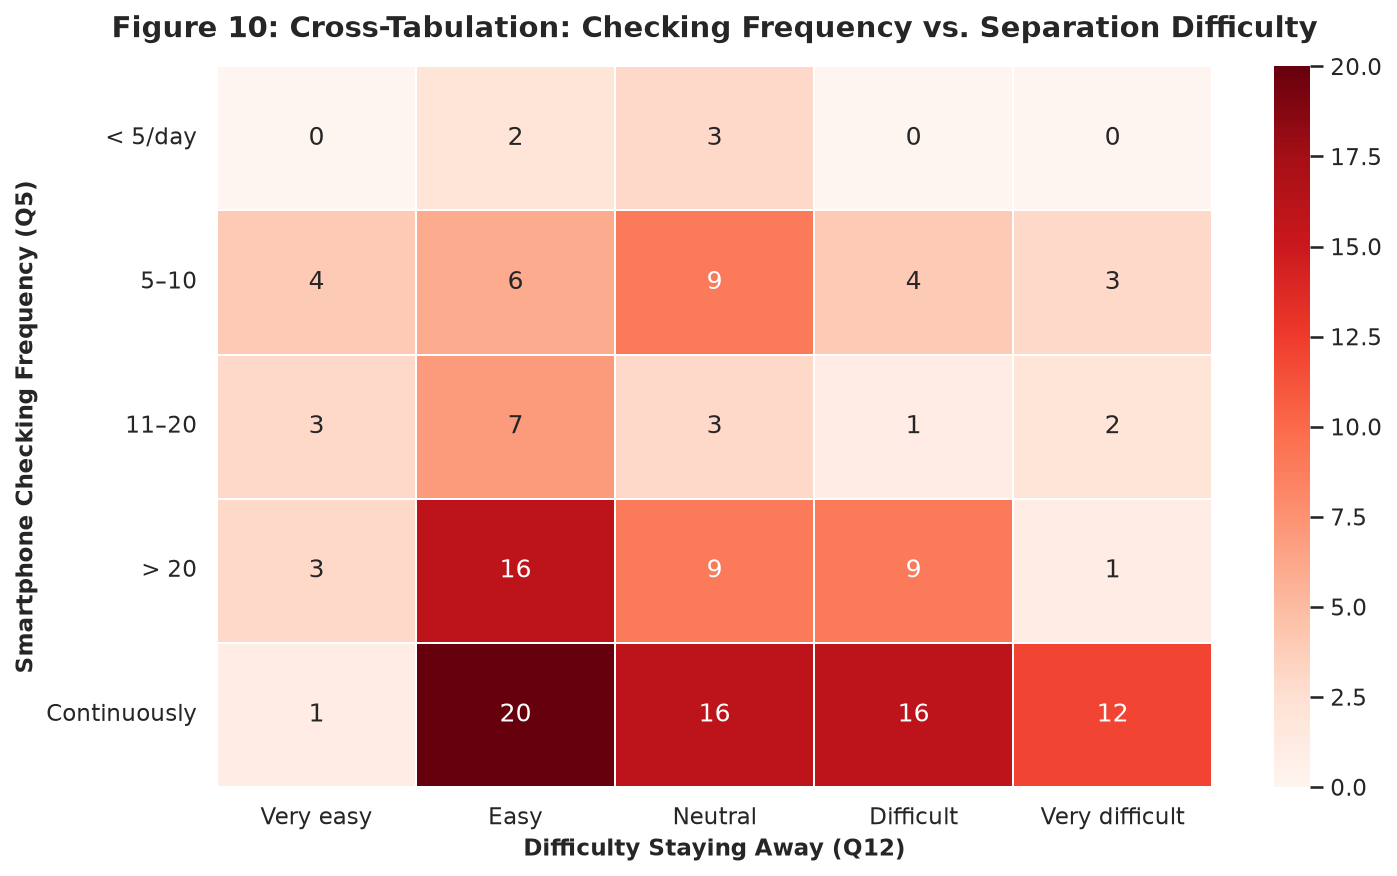 Figure 10: Cross-Tabulation: Checking Frequency vs. Separation Difficulty
Smartphone Checking Frequency (Q5)
< 5/day 0 2 3 0 0
5–10 4 6 9 4 3
11–20 3 7 3 1 2
> 20 3 16 9 9 1
Continuously 1 20 16 16 12
Very easy Easy Neutral Difficult Very difficult
Difficulty Staying Away (Q12)
20.0
17.5
15.0
12.5
10.0
7.5
5.0
2.5
0.0